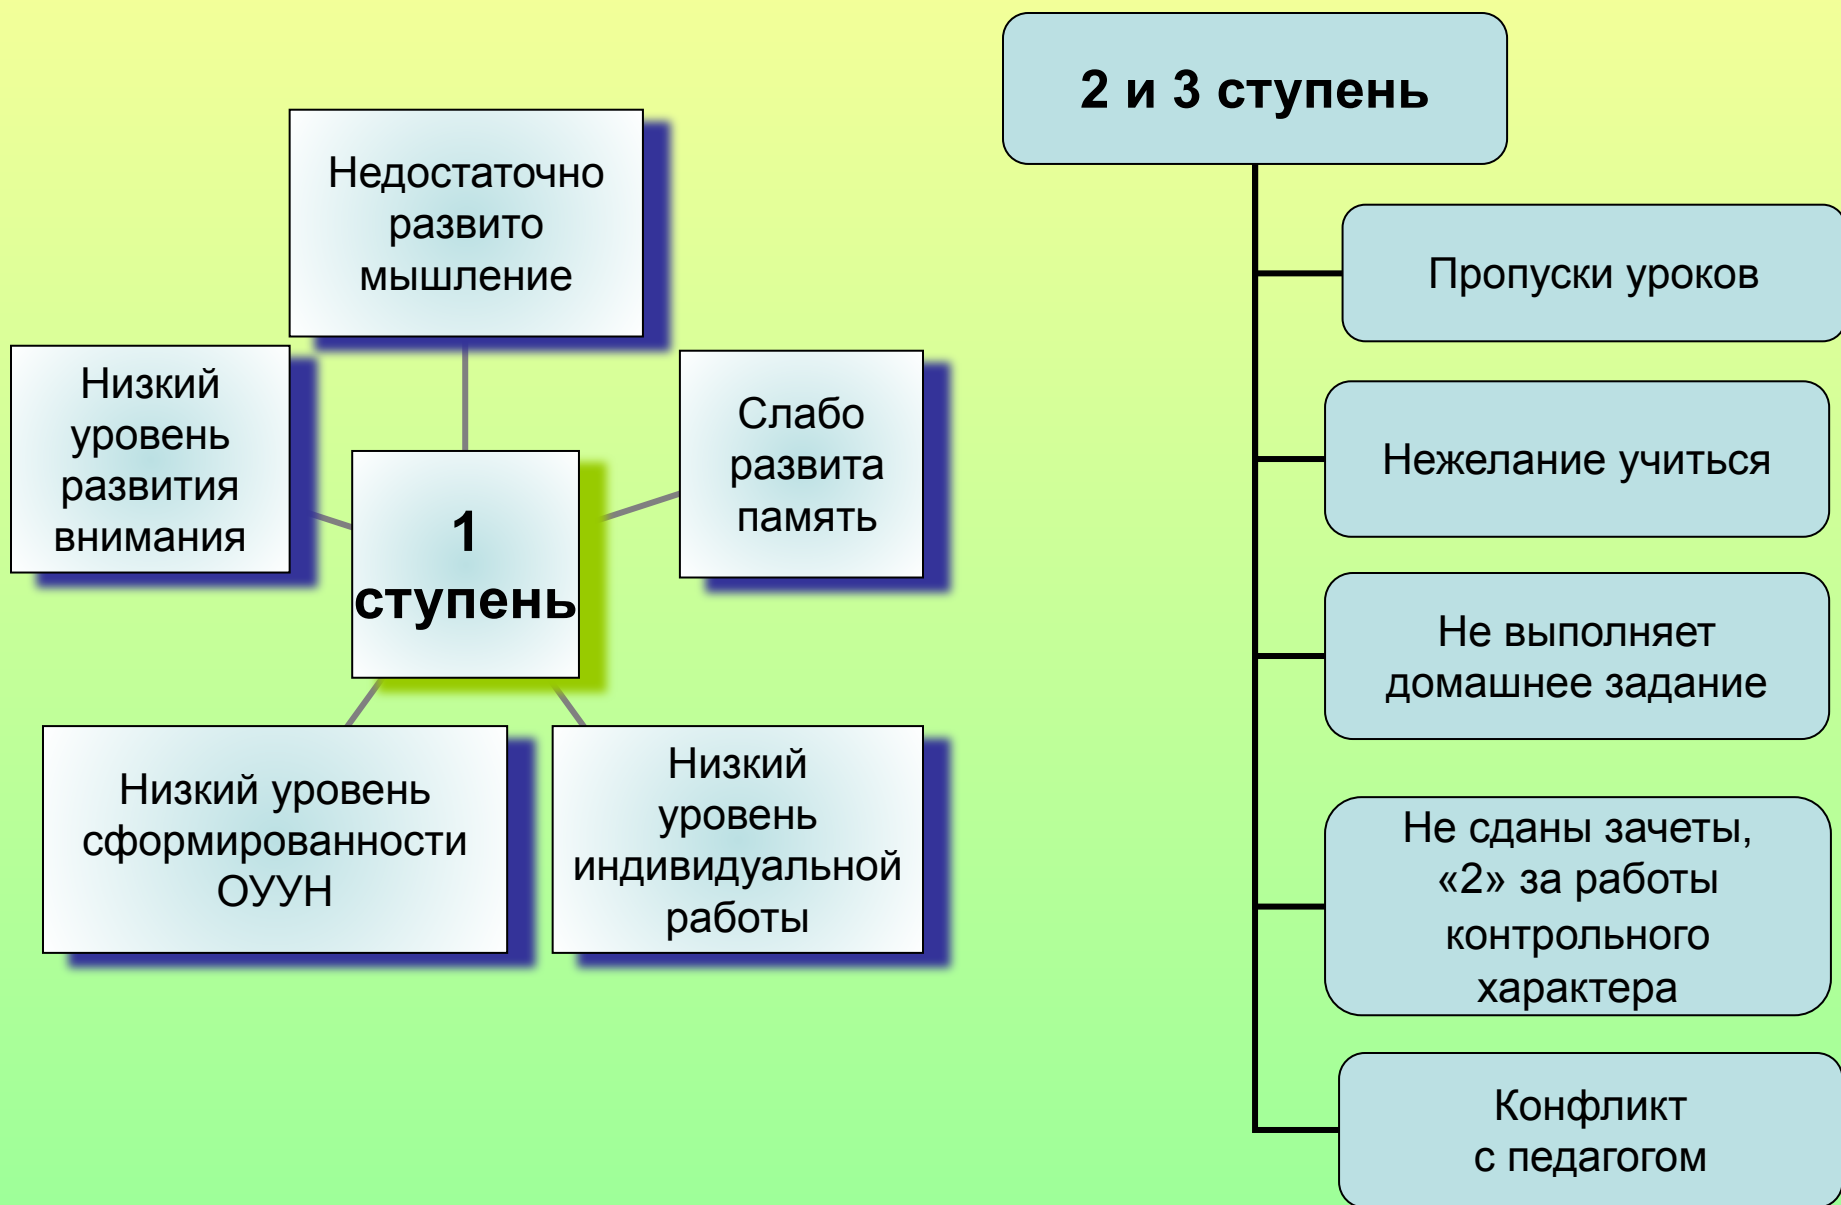 Недостаточно
развито
мышление
Низкий
уровень
развития
внимания
Слабо
развита
память
1
ступень
Низкий уровень
сформированности
ОУУН
Низкий
уровень
индивидуальной
работы
2 и 3 ступень
Пропуски уроков
Нежелание учиться
Не выполняет
домашнее задание
Не сданы зачеты,
«2» за работы
контрольного
характера
Конфликт
с педагогом